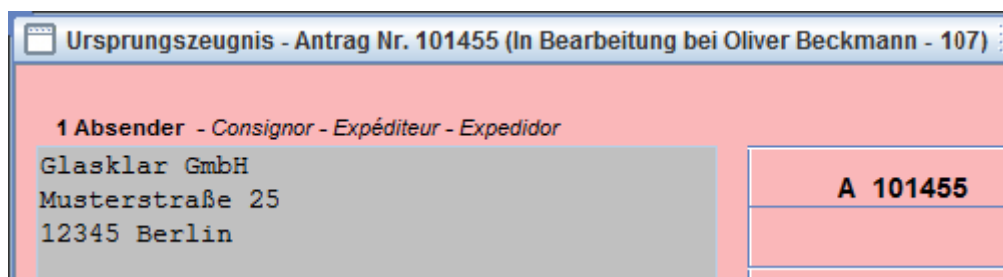 Ursprungszeugnis - Antrag Nr. 101455 (In Bearbeitung bei Oliver Beckmann - 107)
1 Absender - Consignor - Expéditeur - Expedidor
Glasklar GmbH
Musterstraße 25
12345 Berlin
A 101455